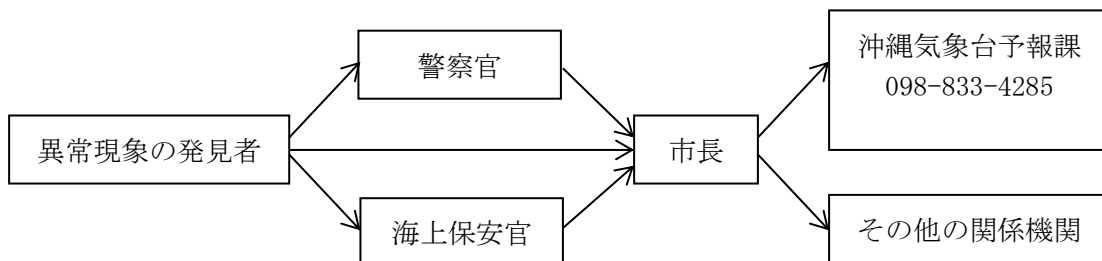 異常現象の発見者
警察官
海上保安官
市長
沖縄気象台予報課
098-833-4285
その他の関係機関